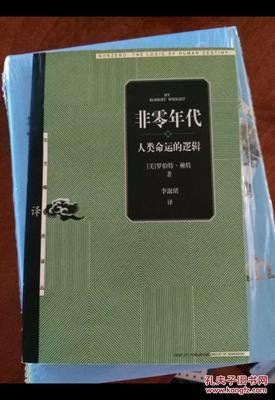 NONZERO: THE LOGIC OF HUMAN DESTINY
BY
ROBERT WRIGHT
非零年代
人类命运的逻辑
[美]罗伯特·赖特
著
李淑珺
译
译
孔夫子旧书网